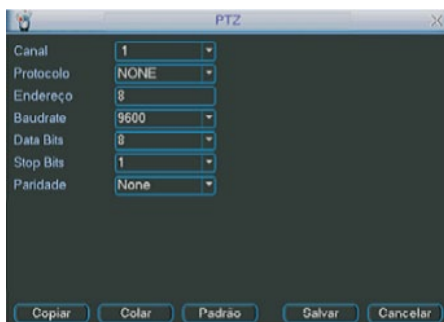 PTZ
Canal 1
Protocolo NONE
Endereço 8
Baudrate 9600
Data Bits 8
Stop Bits 1
Paridade None
Copiar Colar Padrão Salvar Cancelar